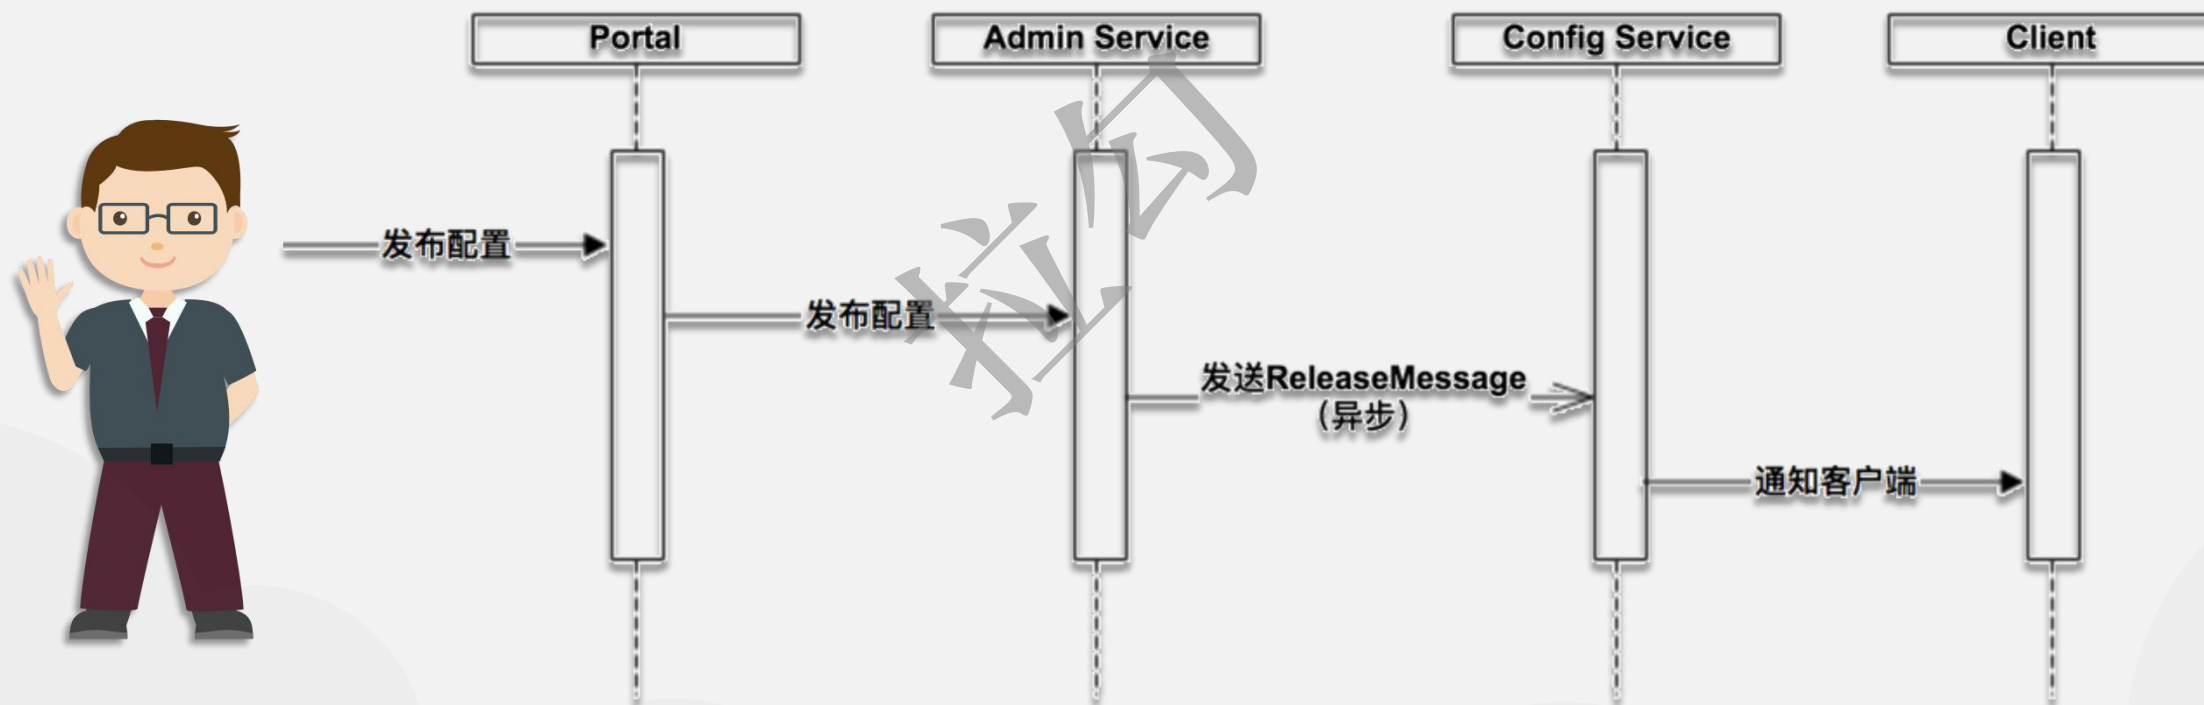 Portal
Admin Service
Config Service
Client
发布配置
发布配置
发送ReleaseMessage
（异步）
通知客户端
拉勾